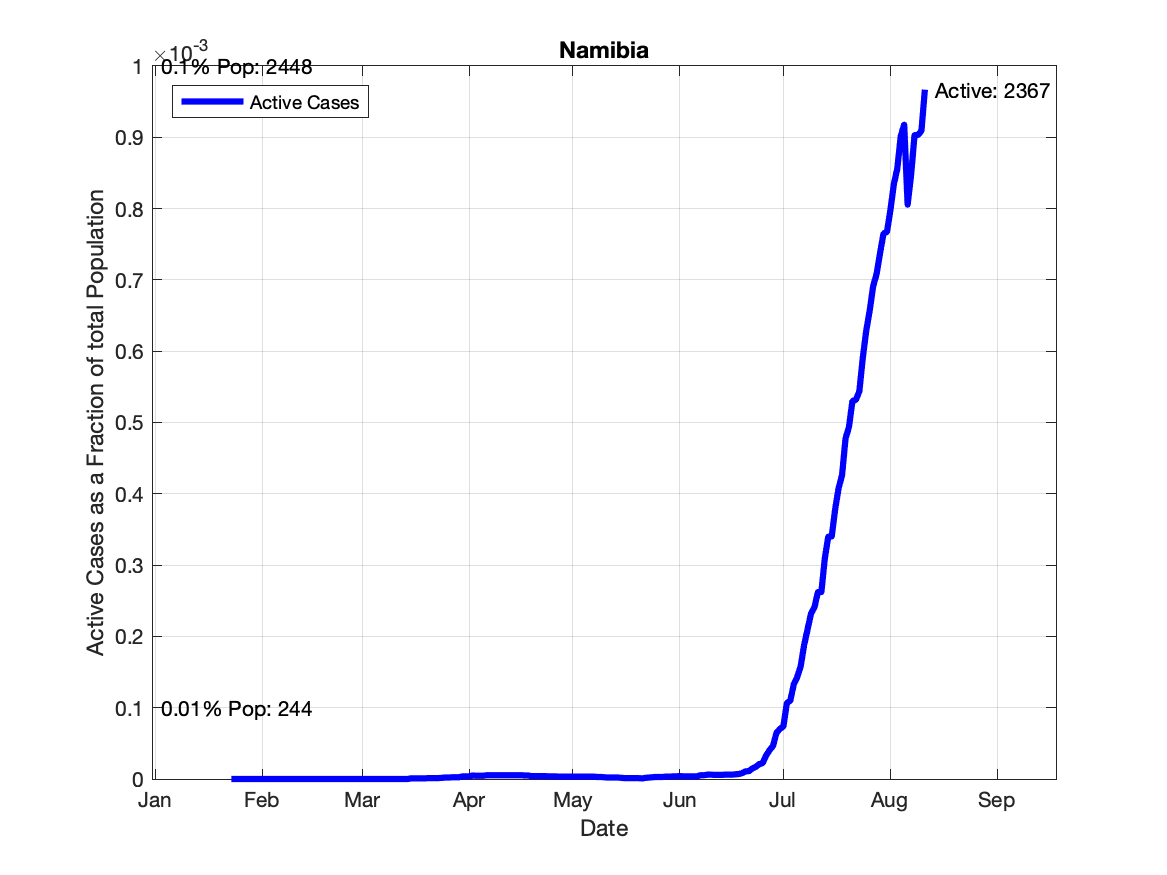 Namibia
×10-3
0.1% Pop: 2448
Active Cases
Active: 2367
0.01% Pop: 244
Active Cases as a Fraction of total Population
1
0.9
0.8
0.7
0.6
0.5
0.4
0.3
0.2
0.1
0
Jan Feb Mar Apr May Jun Jul Aug Sep
Date